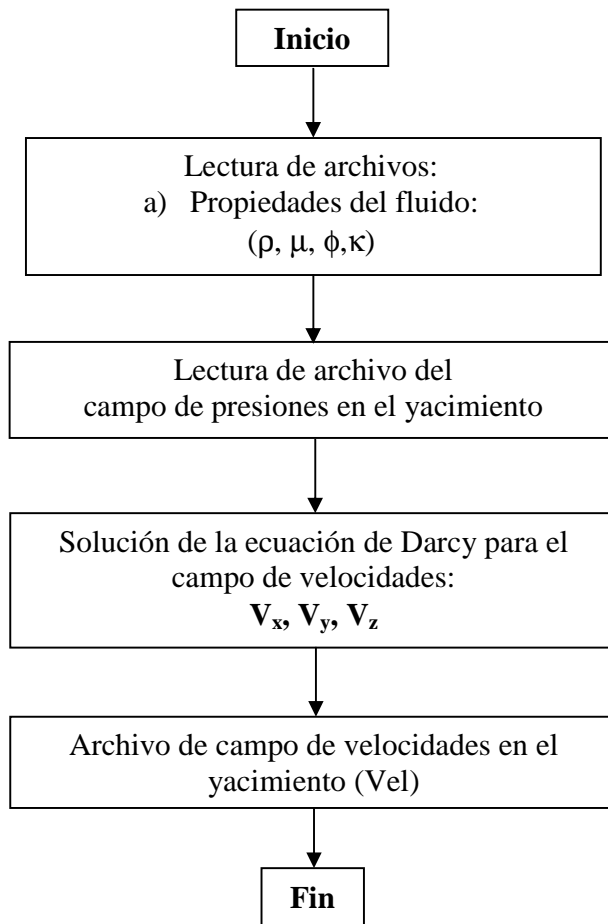 Inicio
Lectura de archivos:
a) Propiedades del fluido:
(ρ, μ, ϕ,κ)
Lectura de archivo del
campo de presiones en el yacimiento
Solución de la ecuación de Darcy para el
campo de velocidades:
Vx, Vy, Vz
Archivo de campo de velocidades en el
yacimiento (Vel)
Fin